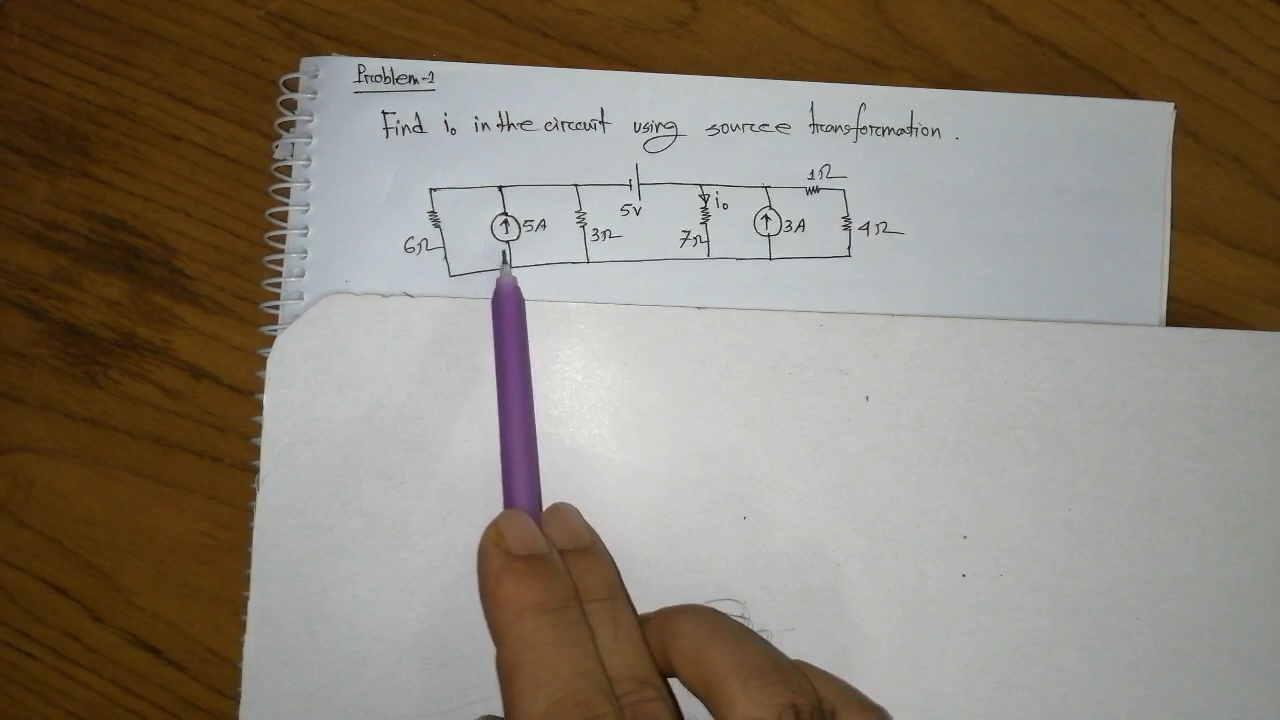 Problem-1
Find i₀ in the circuit using source transformation.
1Ω
6Ω 5A 3Ω 5V 7Ω i₀ 3A 4Ω